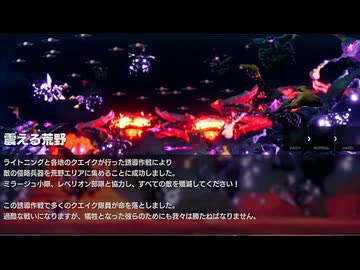 震える荒野
EASY
NORMAL
HARD
ライトニングと各地のクエイクが行った誘導作戦により
敵の侵略兵器を荒野エリアに集めることに成功しました。
ミラージュ小隊、レベリオン部隊と協力し、すべての敵を殲滅してください！
この誘導作戦で多くのクエイク隊員が命を落としました。
過酷な戦いになりますが、犠牲となった彼らのためにも我々は勝たねばなりません。